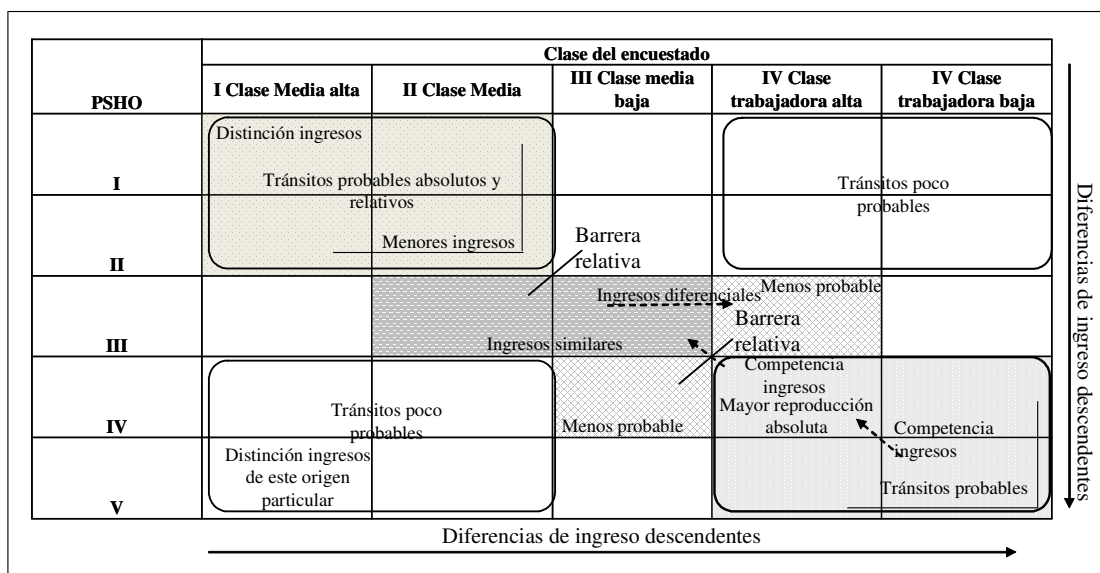 Clase del encuestado
PSHO
I Clase Media alta
II Clase Media
III Clase media
baja
IV Clase
trabajadora alta
IV Clase
trabajadora baja
I
Distinción ingresos
Tránsitos probables absolutos y
relativos
Menores ingresos
Tránsitos poco
probables
II
Barrera
relativa
III
Ingresos diferenciales
Menos probable
Barrera
relativa
Ingresos similares
IV
Tránsitos poco
probables
Menos probable
Competencia
ingresos
Mayor reproducción
absoluta
Competencia
ingresos
V
Distinción ingresos
de este origen
particular
Tránsitos probables
Diferencias de ingreso descendentes
Diferencias de ingreso descendentes